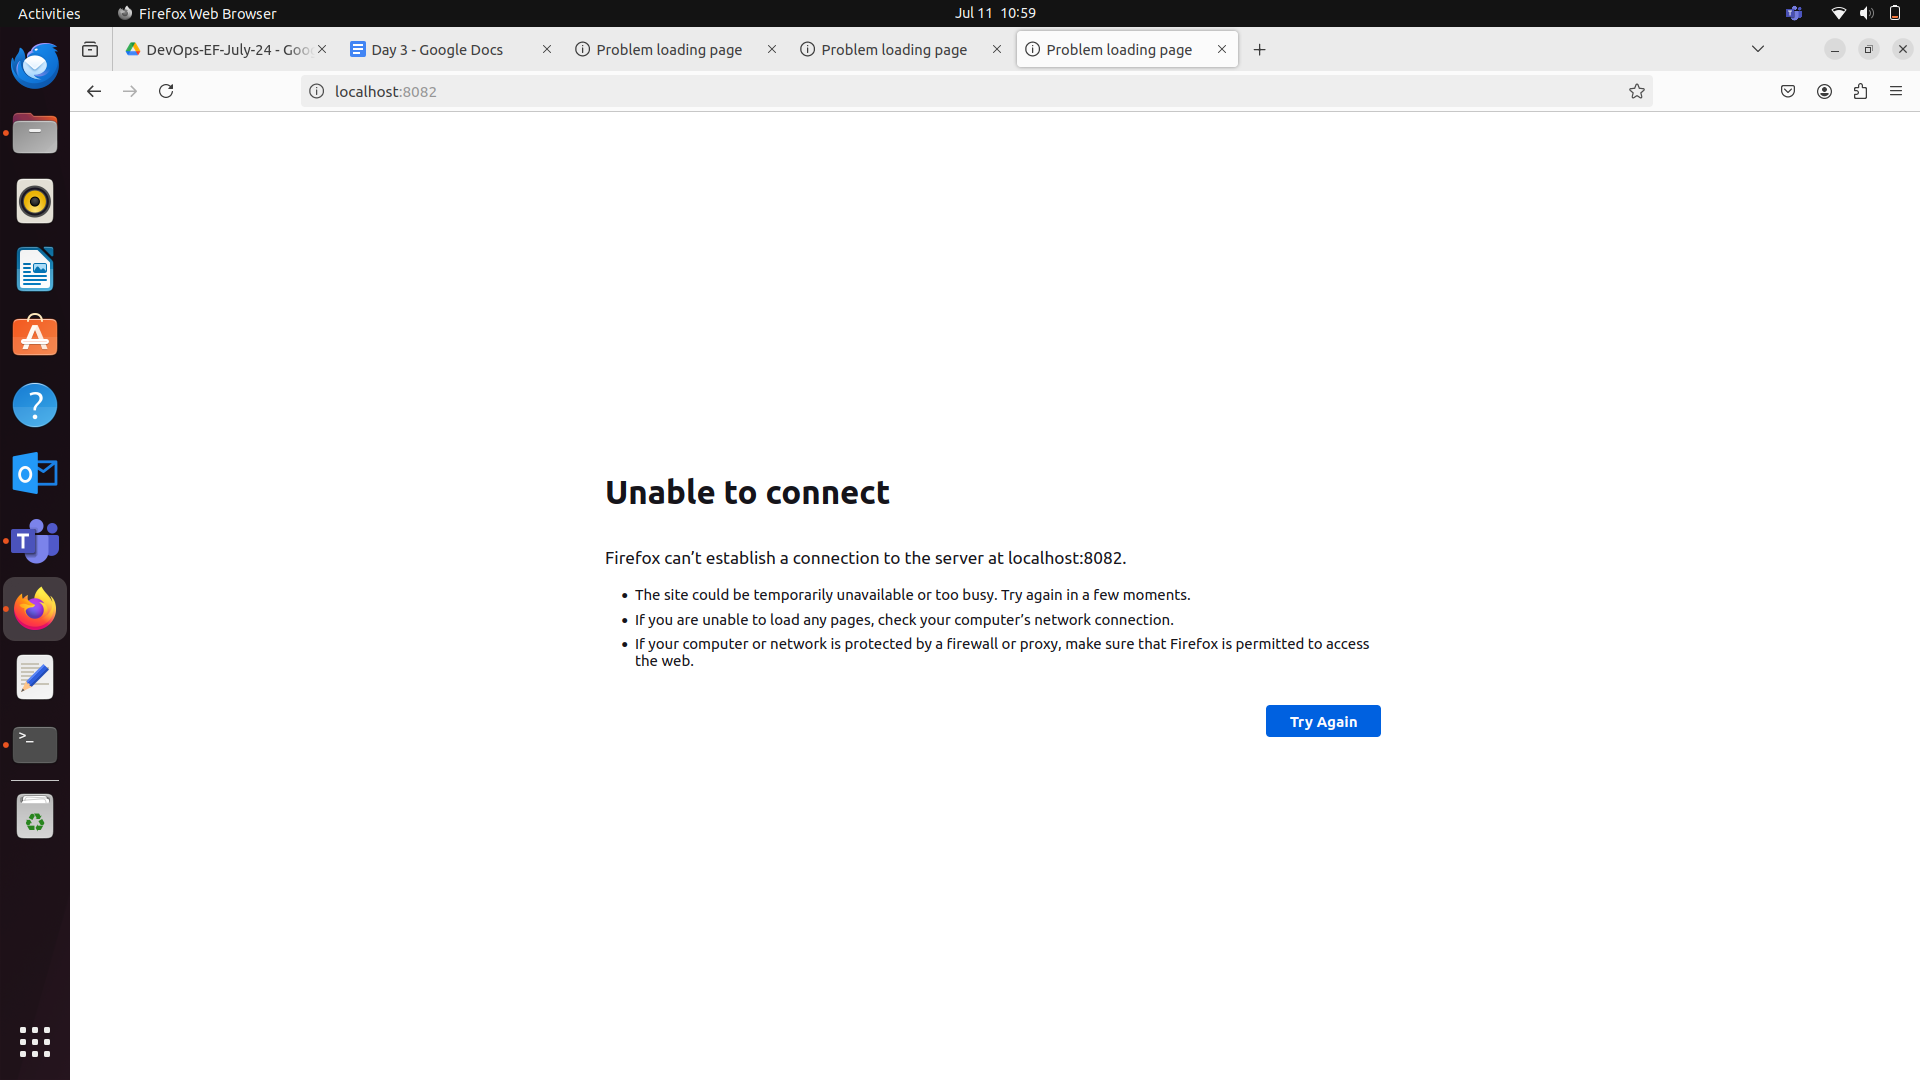 Activities
Firefox Web Browser
Jul 11 10:59
DevOps-EF-July-24 - Goo
Day 3 - Google Docs
Problem loading page
Problem loading page
Problem loading page
localhost:8082
Unable to connect
Firefox can’t establish a connection to the server at localhost:8082.
• The site could be temporarily unavailable or too busy. Try again in a few moments.
• If you are unable to load any pages, check your computer’s network connection.
• If your computer or network is protected by a firewall or proxy, make sure that Firefox is permitted to access
the web.
Try Again